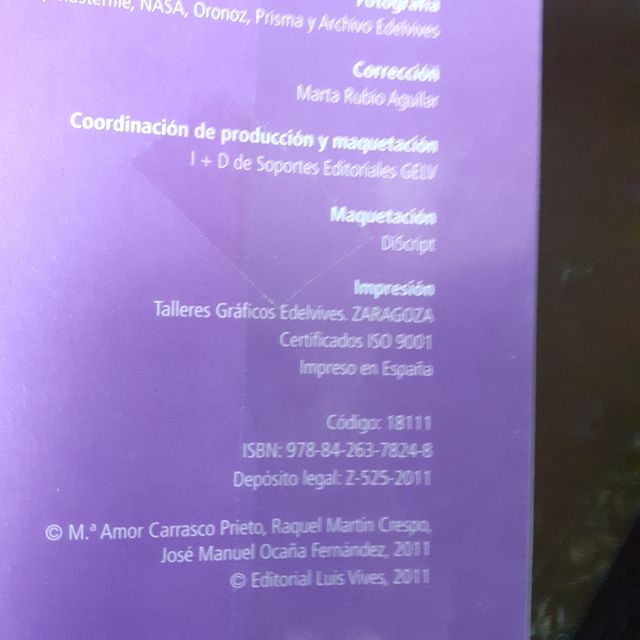 NASA, Oronoz, Prisma y Archivo Edelvives
Fotografía
Corrección
Marta Rubio Aguilar
Coordinación de producción y maquetación
I + D de Soportes Editoriales GELV
Maquetación
DiScript
Impresión
Talleres Gráficos Edelvives. ZARAGOZA
Certificados ISO 9001
Impreso en España
Código: 18111
ISBN: 978-84-263-7824-8
Depósito legal: Z-525-2011
© M.ª Amor Carrasco Prieto, Raquel Martín Crespo,
José Manuel Ocaña Fernández, 2011
© Editorial Luis Vives, 2011